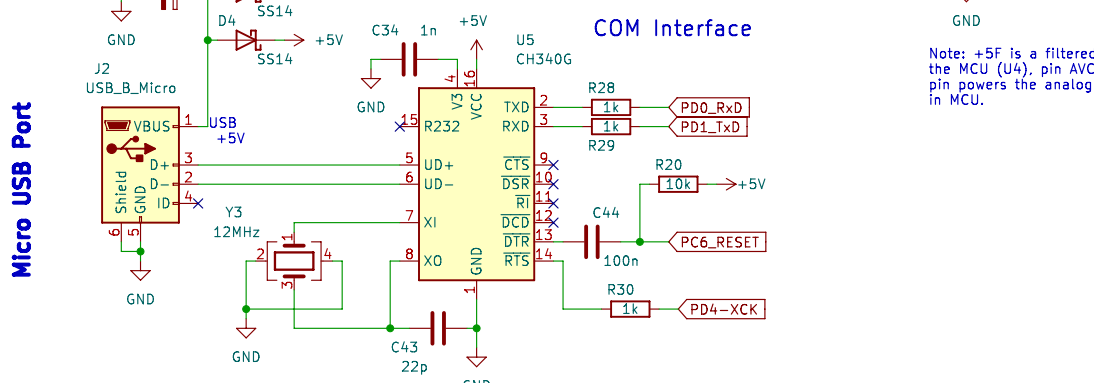 SS14
GND
D4
+5V
SS14
C34
1n
+5V
U5
CH340G
COM Interface
GND
Note: +5F is a filtered
the MCU (U4), pin AVC
pin powers the analog
in MCU.
Micro USB Port
J2
USB_B_Micro
VBUS
1
USB
+5V
D+
3
D-
2
ID
4
Shield
GND
6
5
GND
GND
4
16
V3
VCC
15
R232
5
UD+
6
UD-
7
XI
8
XO
GND
1
TXD
2
RXD
3
CTS
9
DSR
10
RI
11
DCD
12
DTR
13
RTS
14
R28
1k
PD0_RxD
1k
PD1_TxD
R29
R20
10k
+5V
C44
100n
PC6_RESET
R30
1k
PD4-XCK
Y3
12MHz
1
2
4
3
GND
C43
22p
GND